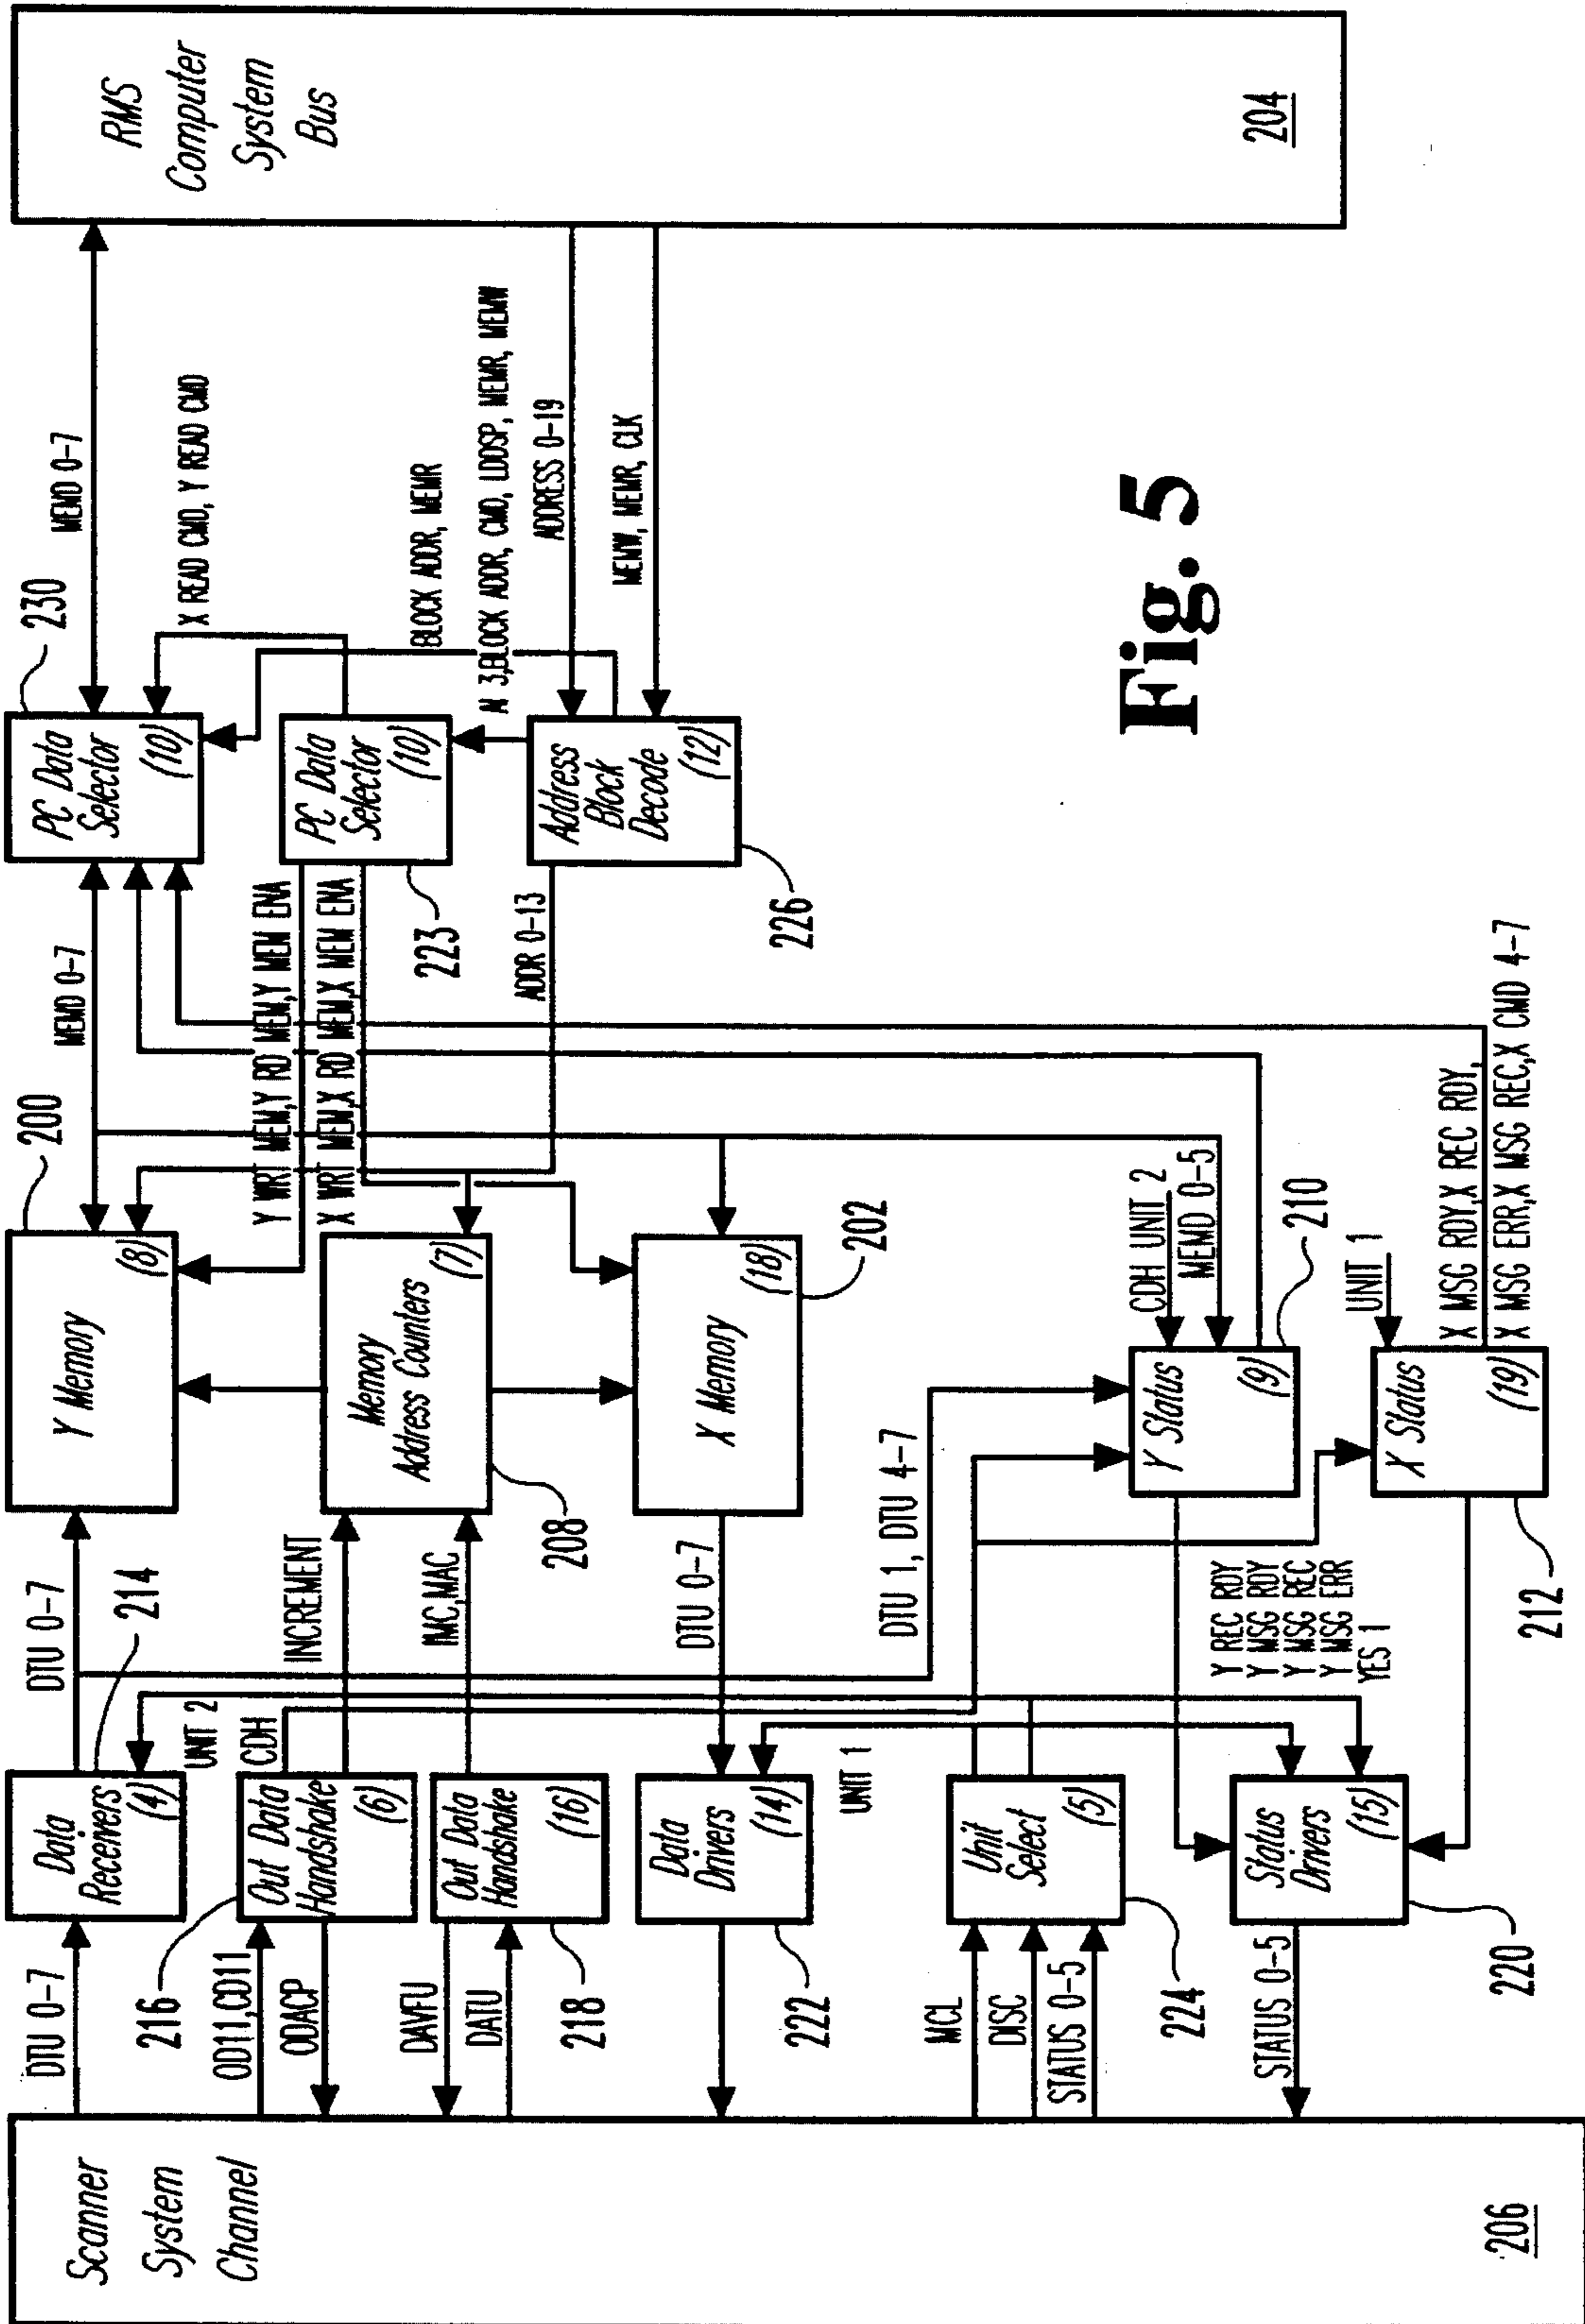 Scanner
System
Channel
206
DTU 0-7
OD11,CD11
ODACP
DAVFU
DATU
MCL
DISC
STATUS 0-5
STATUS 0-5
Data
Receivers
(4)
214
Out Data
Handshake
(6)
216
Out Data
Handshake
(16)
218
Data
Drivers
(14)
222
Unit
Select
(5)
224
Status
Drivers
(15)
220
DTU 0-7
UNIT 2
CDH
INCREMENT
IMC,MAC
DTU 0-7
UNIT 1
DTU 1, DTU 4-7
Y REC RDY
Y MSG RDY
Y MSG REC
Y MSG ERR
YES 1
Y Memory
(8)
200
Memory
Address Counters
(7)
208
X Memory
(18)
202
Y Status
(9)
210
X Status
(19)
212
CDH UNIT 2
MEMD 0-5
UNIT 1
X MSG RDY,X REC RDY,
X MSG ERR,X MSG REC,X CMD 4-7
MEMD 0-7
Y WRT MEM,Y RD MEM,Y MEM ENA
X WRT MEM,X RD MEM,X MEM ENA
ADDR 0-13
PC Data
Selector
(10)
230
PC Data
Selector
(10)
223
Address
Block
Decode
(12)
226
MEMD 0-7
X READ CMD, Y READ CMD
BLOCK ADDR, MEMR
3,BLOCK ADDR, CMD, LDDSP, MEMR, MEMW
ADDRESS 0-19
MEMW, MEMR, CLK
RMS
Computer
System
Bus
204
Fig. 5